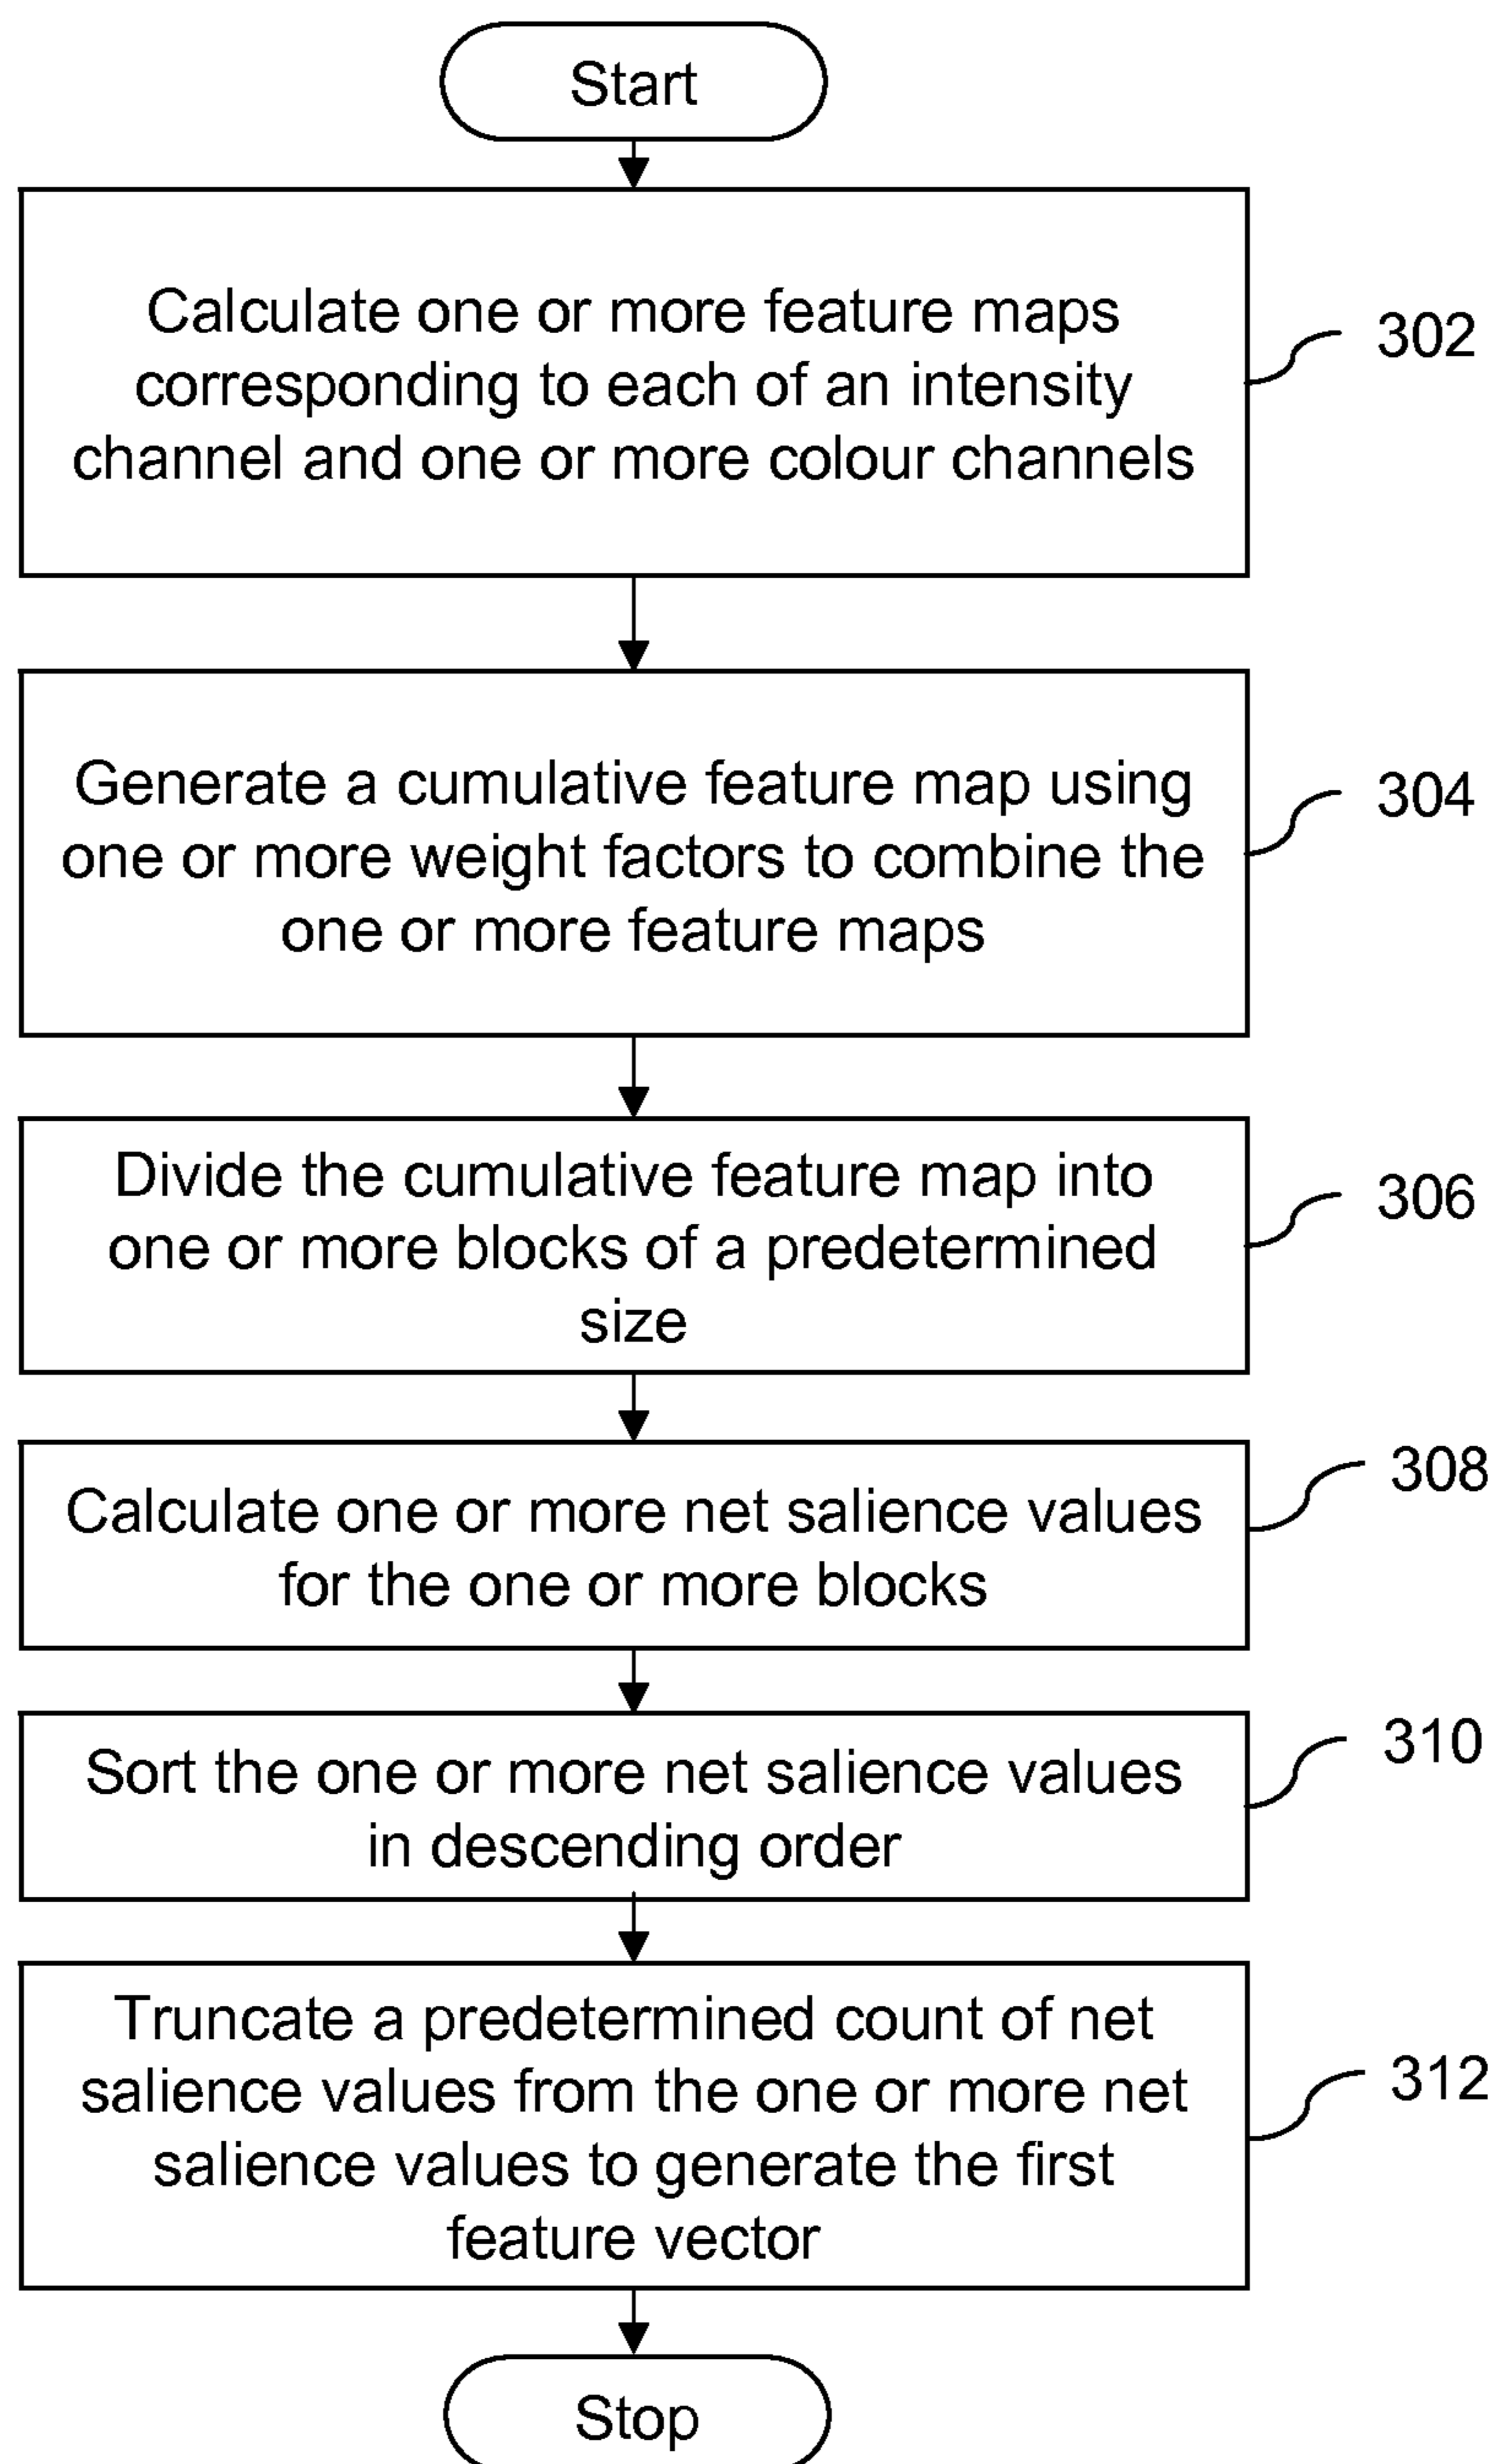 Start
Calculate one or more feature maps
corresponding to each of an intensity
channel and one or more colour channels
302
Generate a cumulative feature map using
one or more weight factors to combine the
one or more feature maps
304
Divide the cumulative feature map into
one or more blocks of a predetermined
size
306
Calculate one or more net salience values
for the one or more blocks
308
Sort the one or more net salience values
in descending order
310
Truncate a predetermined count of net
salience values from the one or more net
salience values to generate the first
feature vector
312
Stop